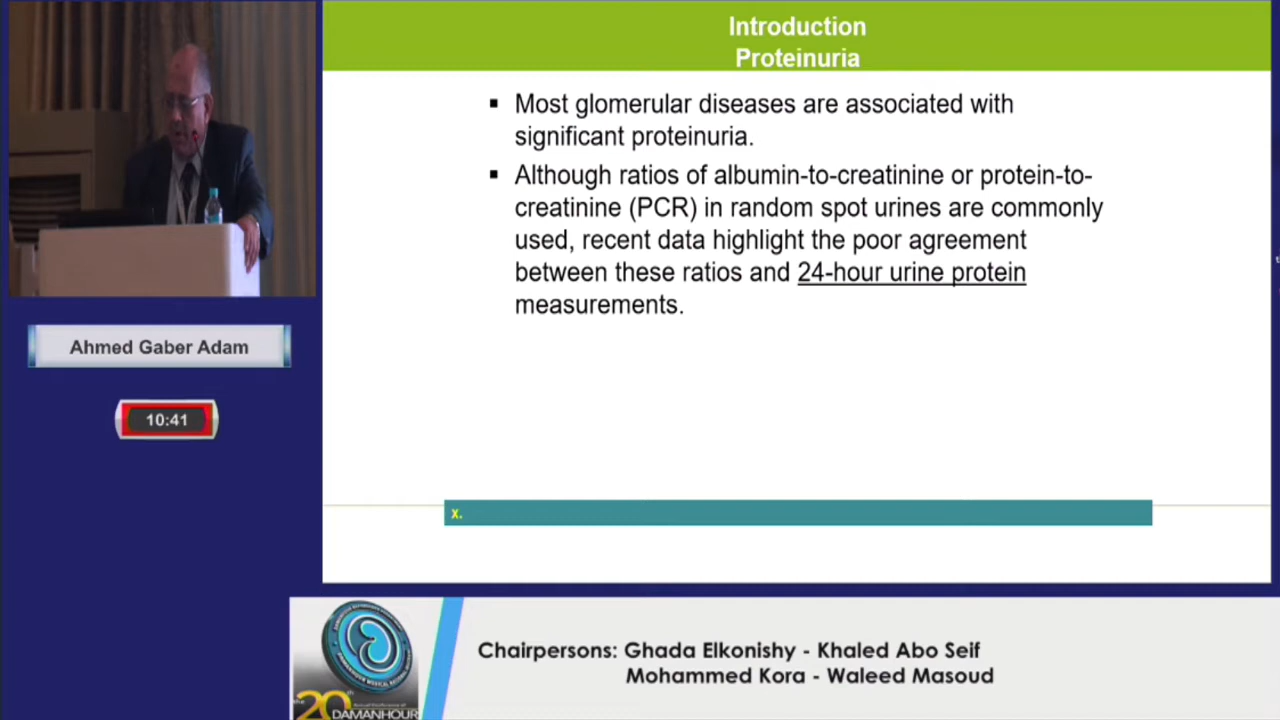 Introduction
Proteinuria
▪ Most glomerular diseases are associated with
significant proteinuria.
▪ Although ratios of albumin-to-creatinine or protein-to-
creatinine (PCR) in random spot urines are commonly
used, recent data highlight the poor agreement
between these ratios and 24-hour urine protein
measurements.
Ahmed Gaber Adam
10:41
x.
Chairpersons: Ghada Elkonishy - Khaled Abo Seif
Mohammed Kora - Waleed Masoud
the 20th
DAMANHOUR